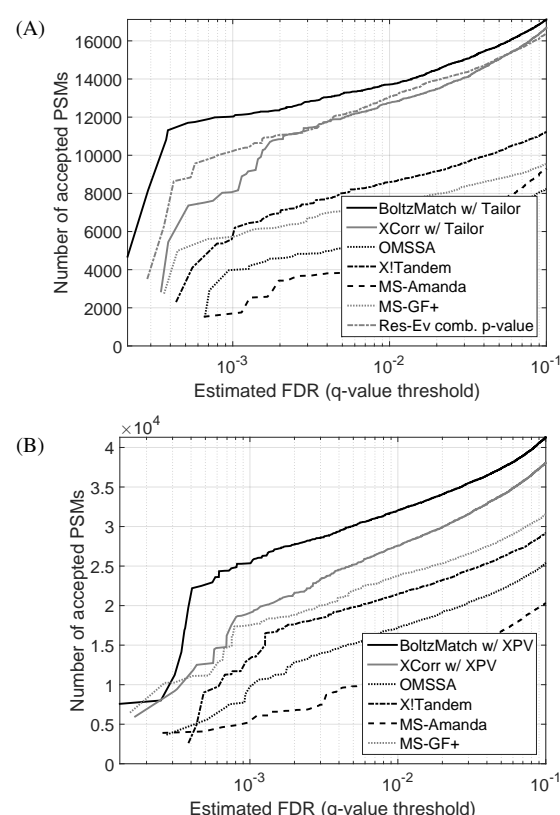 (A)
16000
14000
12000
10000
8000
6000
4000
2000
0
Number of accepted PSMs
BoltzMatch w/ Tailor
XCorr w/ Tailor
OMSSA
X!Tandem
MS-Amanda
MS-GF+
Res-Ev comb. p-value
10-3
10-2
10-1
Estimated FDR (q-value threshold)
(B)
×104
4
3.5
3
2.5
2
1.5
1
0.5
0
Number of accepted PSMs
BoltzMatch w/ XPV
XCorr w/ XPV
OMSSA
X!Tandem
MS-Amanda
MS-GF+
10-3
10-2
10-1
Estimated FDR (q-value threshold)